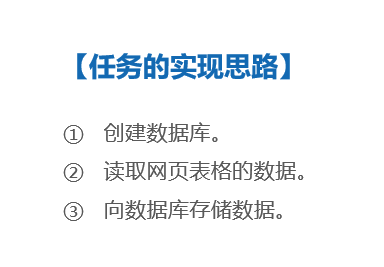 【任务的实现思路】
① 创建数据库。
② 读取网页表格的数据。
③ 向数据库存储数据。